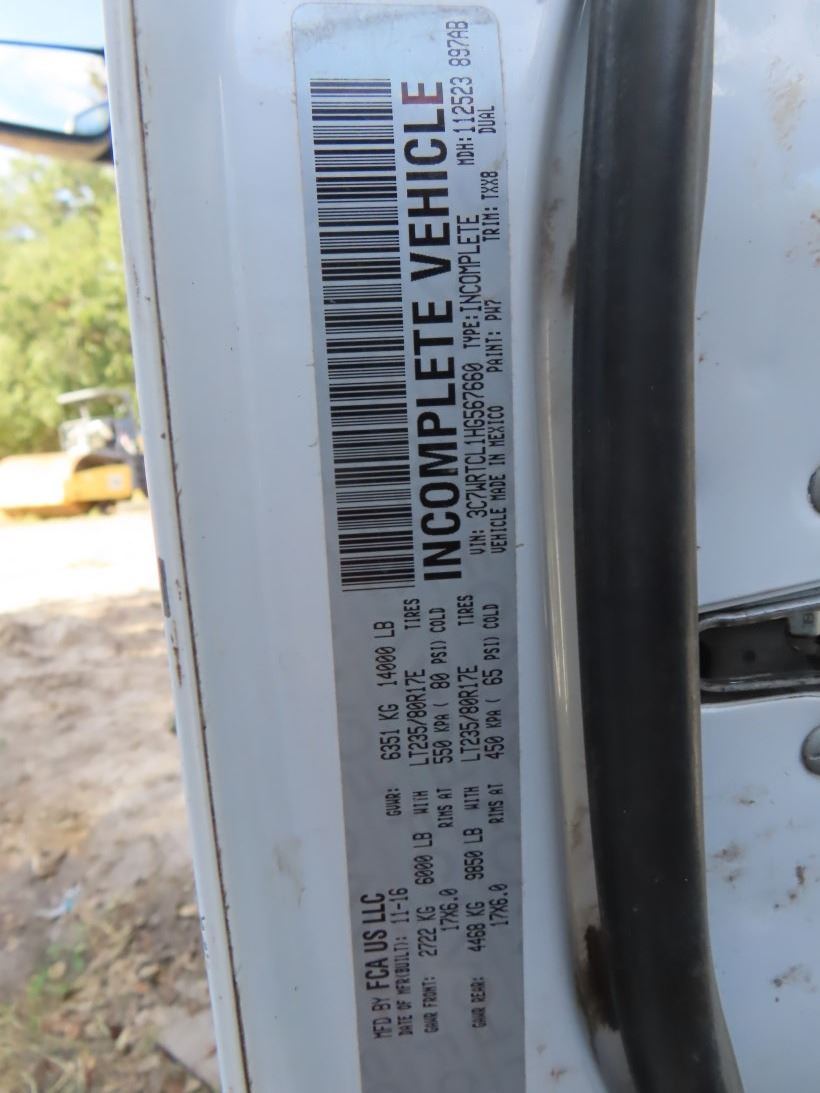 MFD BY FCA US LLC
DATE OF MFR(BUILT): 11-16 GVWR: 6351 KG 14000 LB
GAWR FRONT: 2722 KG 6000 LB WITH LT235/80R17E TIRES
17X6.0 RIMS AT 550 KPA ( 80 PSI) COLD
GAWR REAR: 4468 KG 9850 LB WITH LT235/80R17E TIRES
17X6.0 RIMS AT 450 KPA ( 65 PSI) COLD
INCOMPLETE VEHICLE
VIN: 3C7WRTCL1HG567660 TYPE: INCOMPLETE MDH: 112523 897AB
VEHICLE MADE IN MEXICO PAINT: PW7 TRIM: TXX8 DUAL